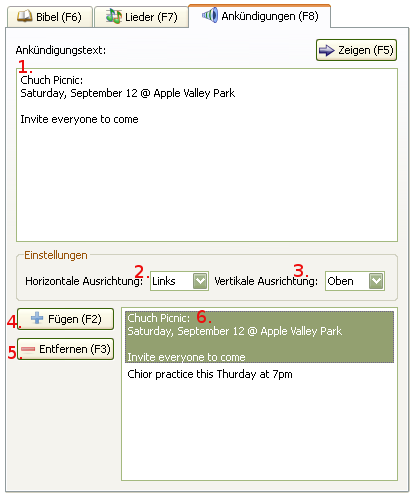 Bibel (F6) Lieder (F7) Ankündigungen (F8)
Ankündigungstext: Zeigen (F5)
1.
Chuch Picnic:
Saturday, September 12 @ Apple Valley Park
Invite everyone to come
Einstellungen
Horizontale Ausrichtung: 2. Links Vertikale Ausrichtung: 3. Oben
4. Fügen (F2)
5. Entfernen (F3)
Chuch Picnic: 6.
Saturday, September 12 @ Apple Valley Park
Invite everyone to come
Chior practice this Thurday at 7pm